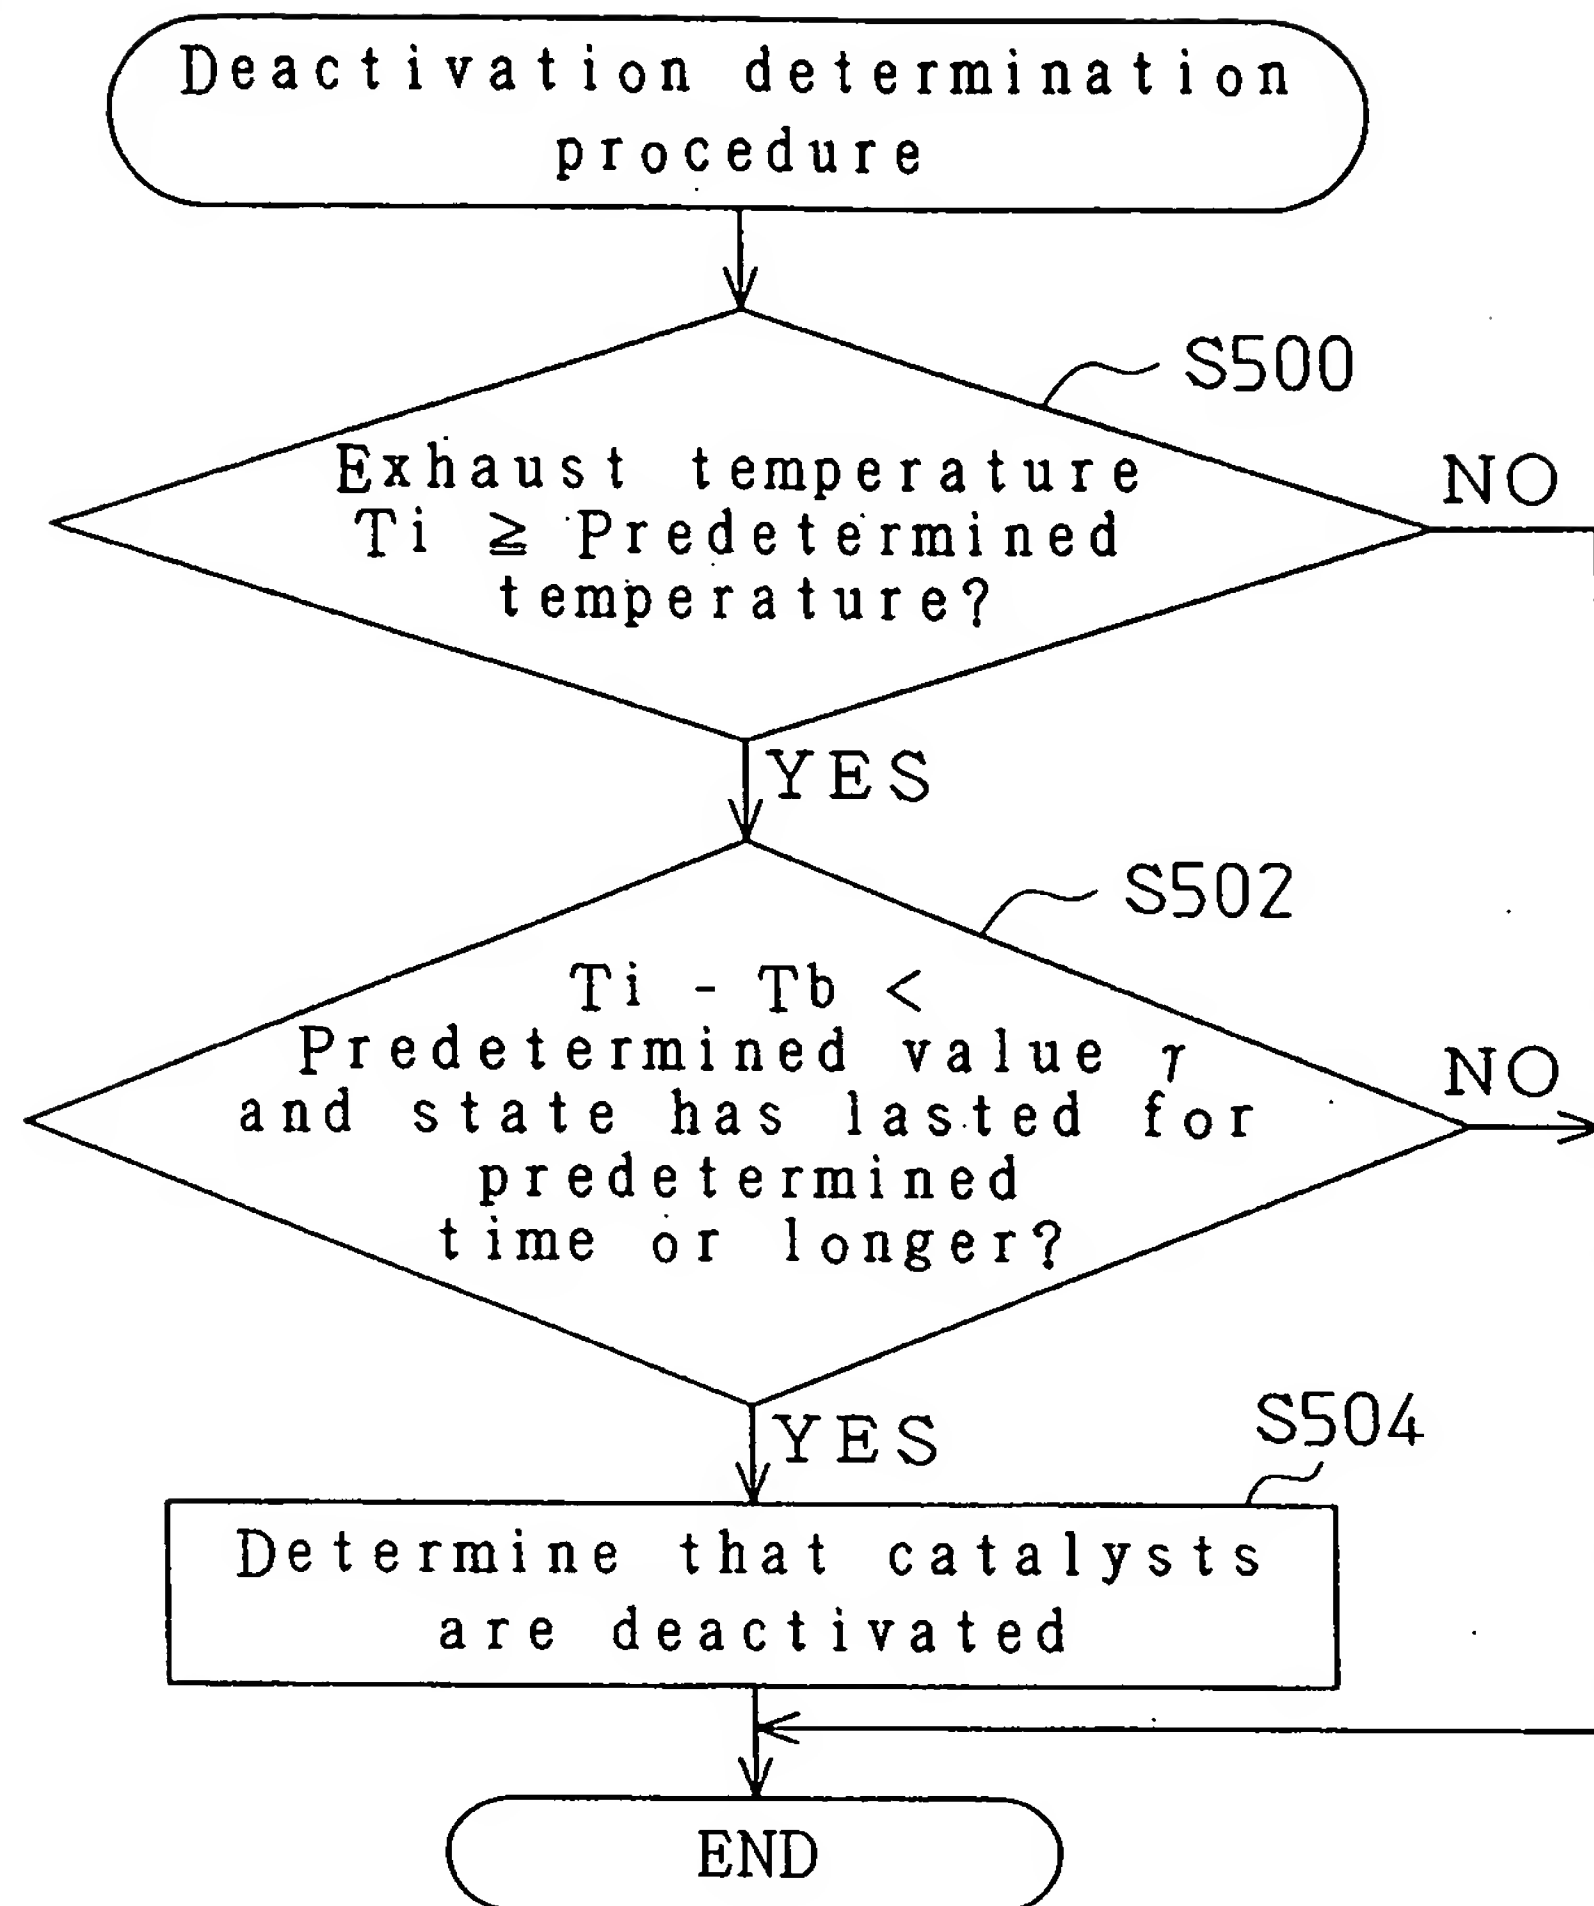 Deactivation determination
procedure
S500
Exhaust temperature
Ti ≧ Predetermined
temperature?
NO
YES
S502
Ti - Tb <
Predetermined value γ
and state has lasted for
predetermined
time or longer?
NO
YES
S504
Determine that catalysts
are deactivated
END